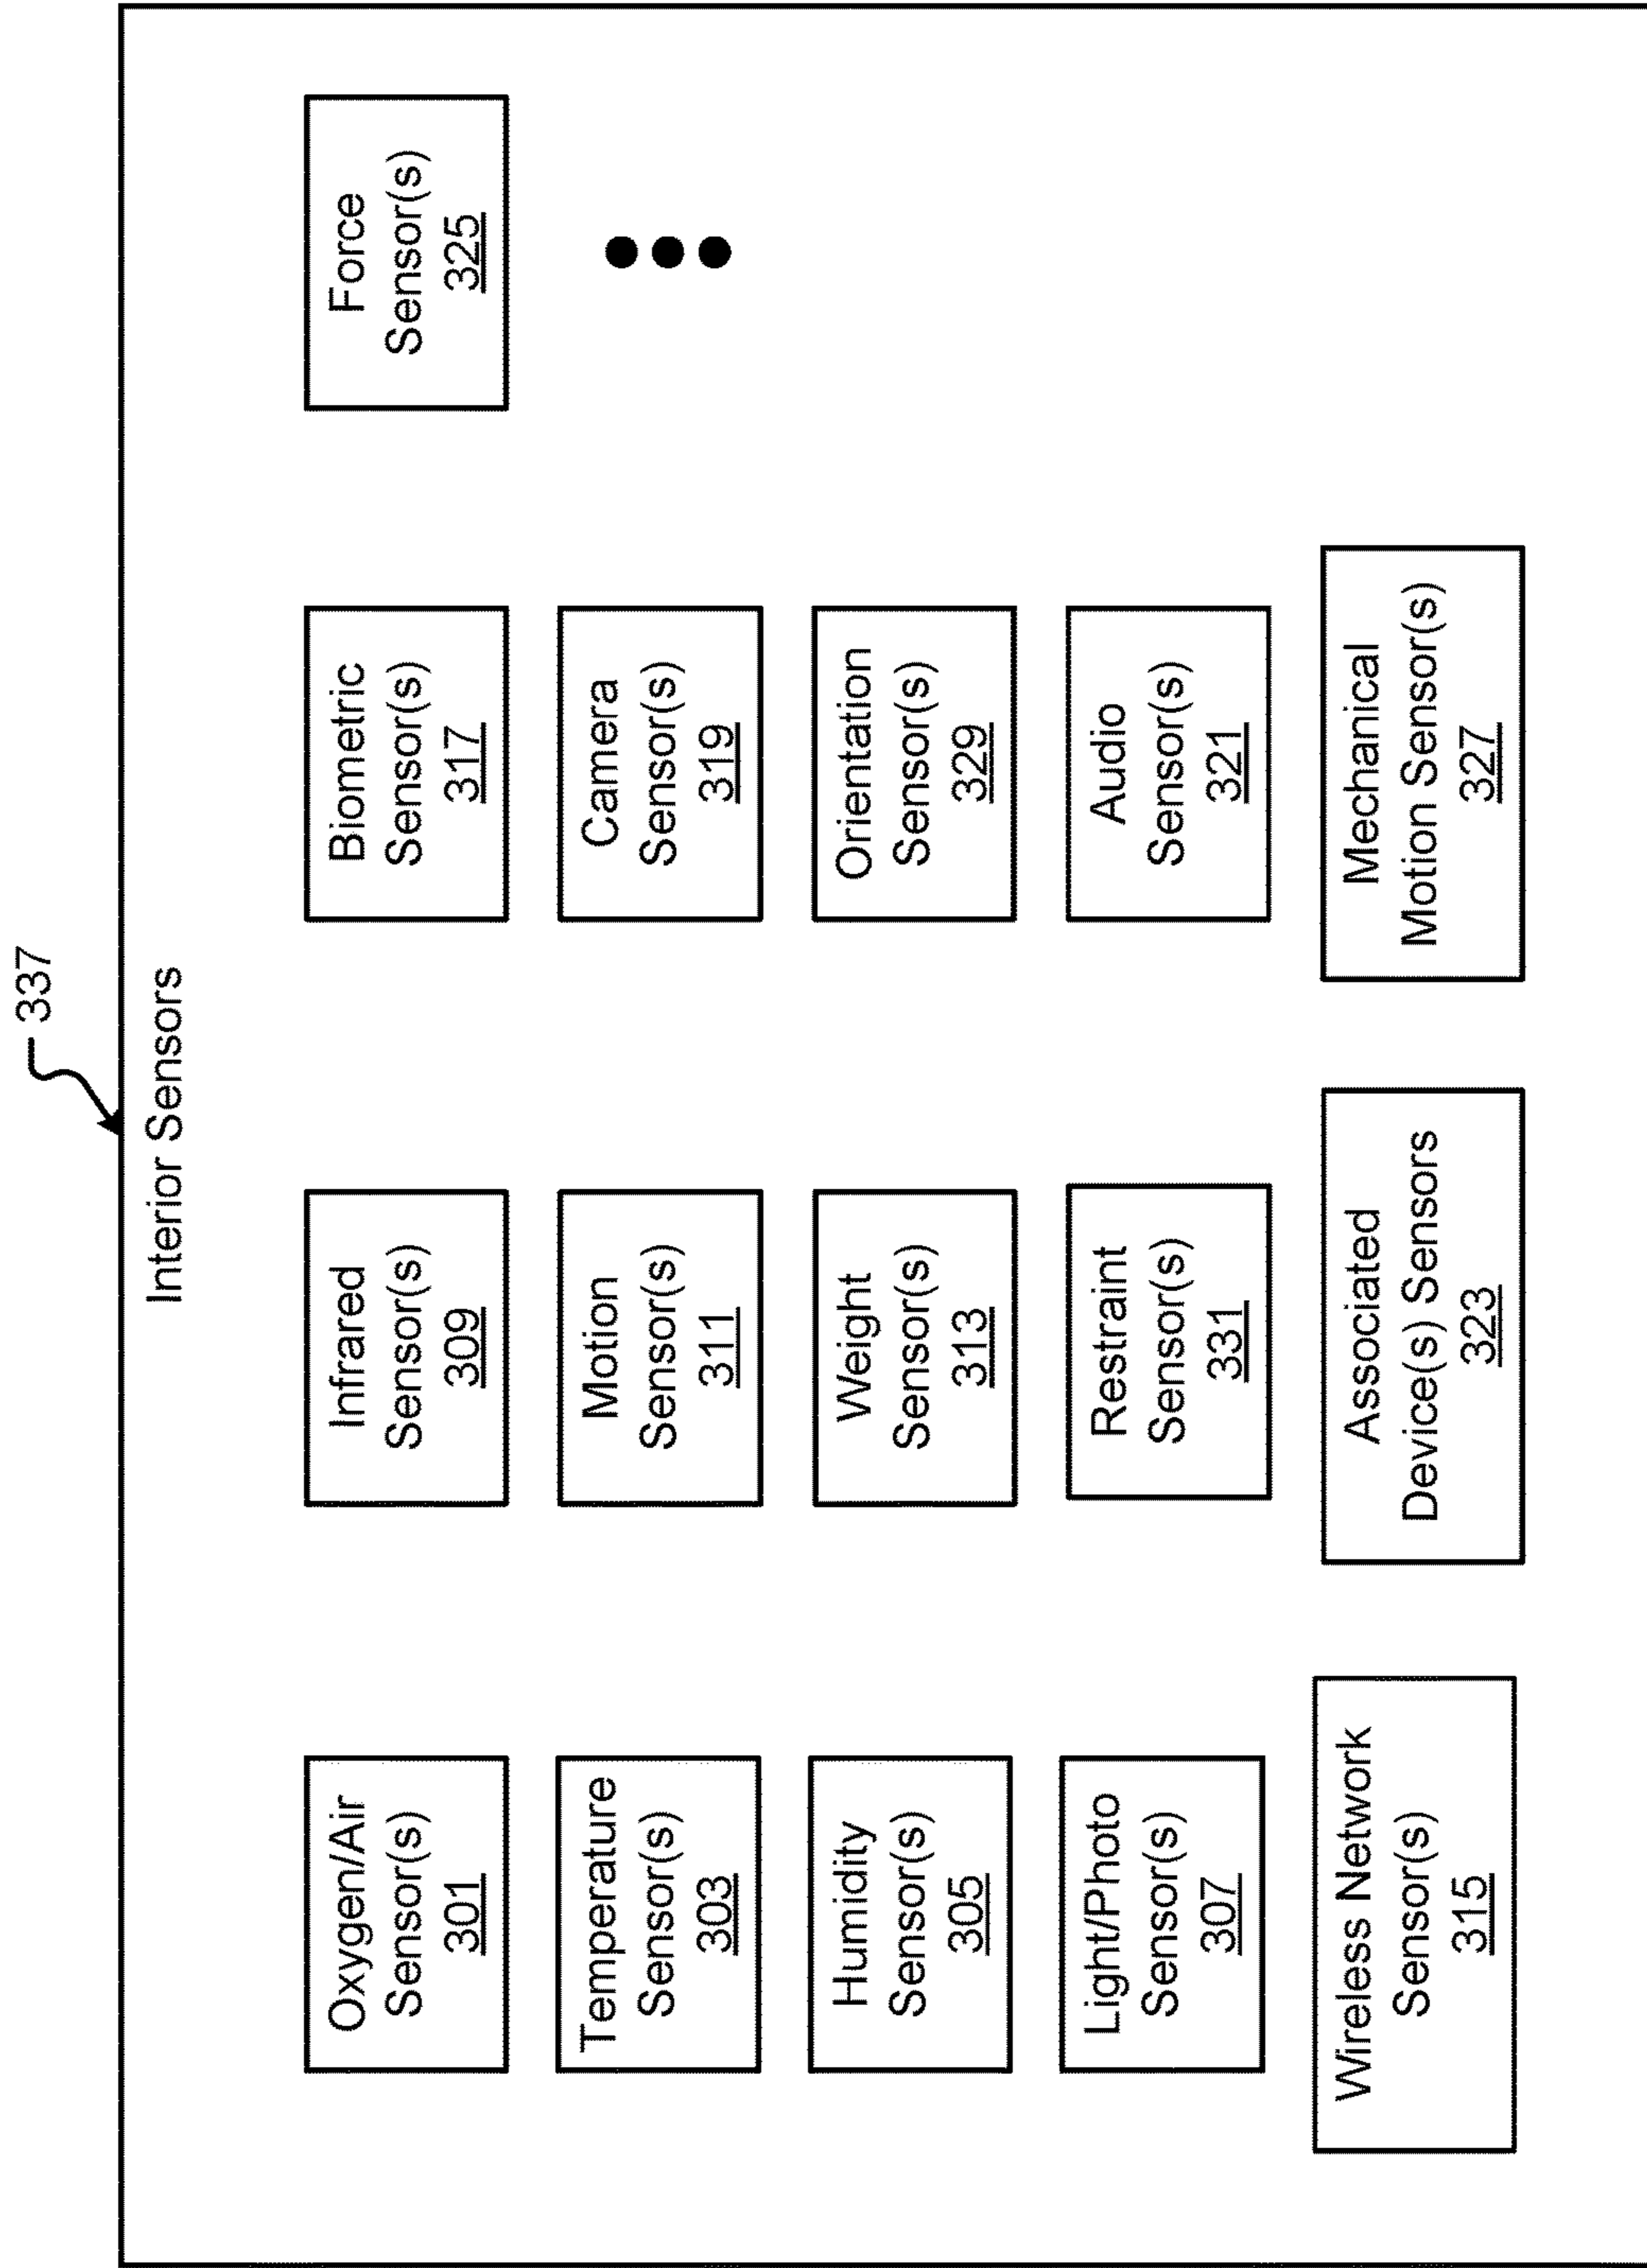 337
Interior Sensors
Oxygen/Air
Sensor(s)
301
Temperature
Sensor(s)
303
Humidity
Sensor(s)
305
Light/Photo
Sensor(s)
307
Wireless Network
Sensor(s)
315
Infrared
Sensor(s)
309
Motion
Sensor(s)
311
Weight
Sensor(s)
313
Restraint
Sensor(s)
331
Associated
Device(s) Sensors
323
Biometric
Sensor(s)
317
Camera
Sensor(s)
319
Orientation
Sensor(s)
329
Audio
Sensor(s)
321
Mechanical
Motion Sensor(s)
327
Force
Sensor(s)
325